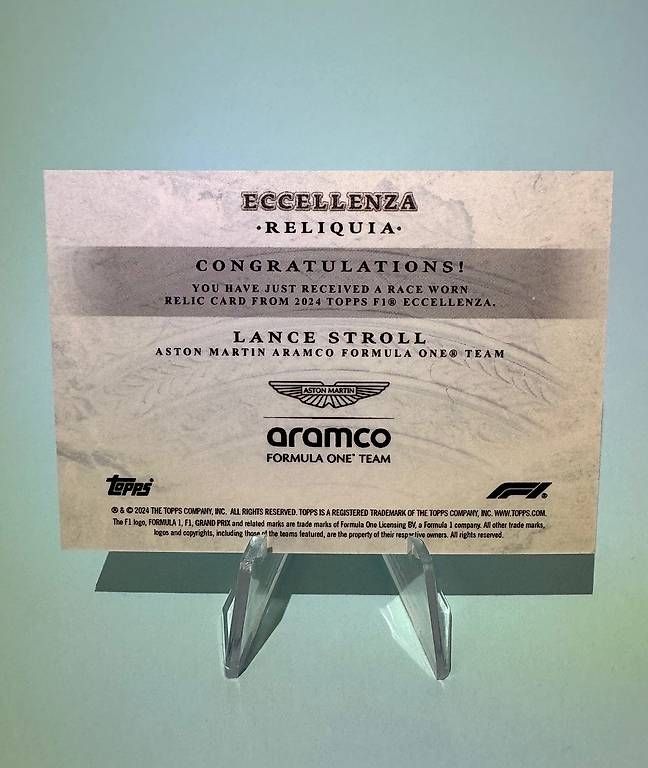 ECCELLENZA
·RELIQUIA·
CONGRATULATIONS!
YOU HAVE JUST RECEIVED A RACE WORN
RELIC CARD FROM 2024 TOPPS F1® ECCELLENZA.
LANCE STROLL
ASTON MARTIN ARAMCO FORMULA ONE® TEAM
ASTON MARTIN
aramco
FORMULA ONE™ TEAM
topps®
F1®
® & © 2024 THE TOPPS COMPANY, INC. ALL RIGHTS RESERVED. TOPPS IS A REGISTERED TRADEMARK OF THE TOPPS COMPANY, INC. WWW.TOPPS.COM.
The F1 logo, FORMULA 1, F1, GRAND PRIX and related marks are trade marks of Formula One Licensing BV, a Formula 1 company. All other trade marks,
logos and copyrights, including those of the teams featured, are the property of their respective owners. All rights reserved.